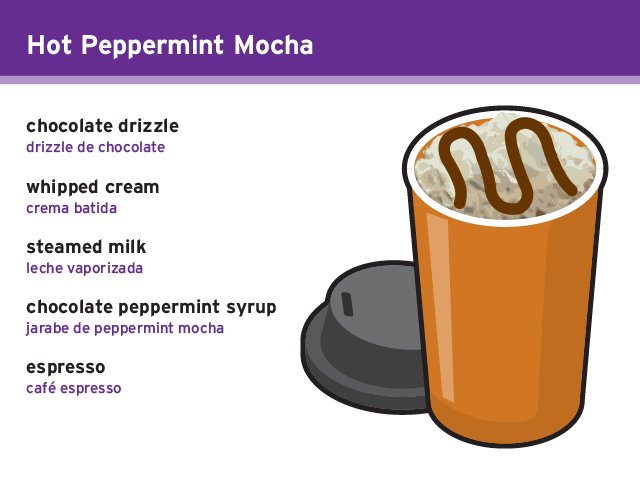 Hot Peppermint Mocha
chocolate drizzle
drizzle de chocolate
whipped cream
crema batida
steamed milk
leche vaporizada
chocolate peppermint syrup
jarabe de peppermint mocha
espresso
café espresso